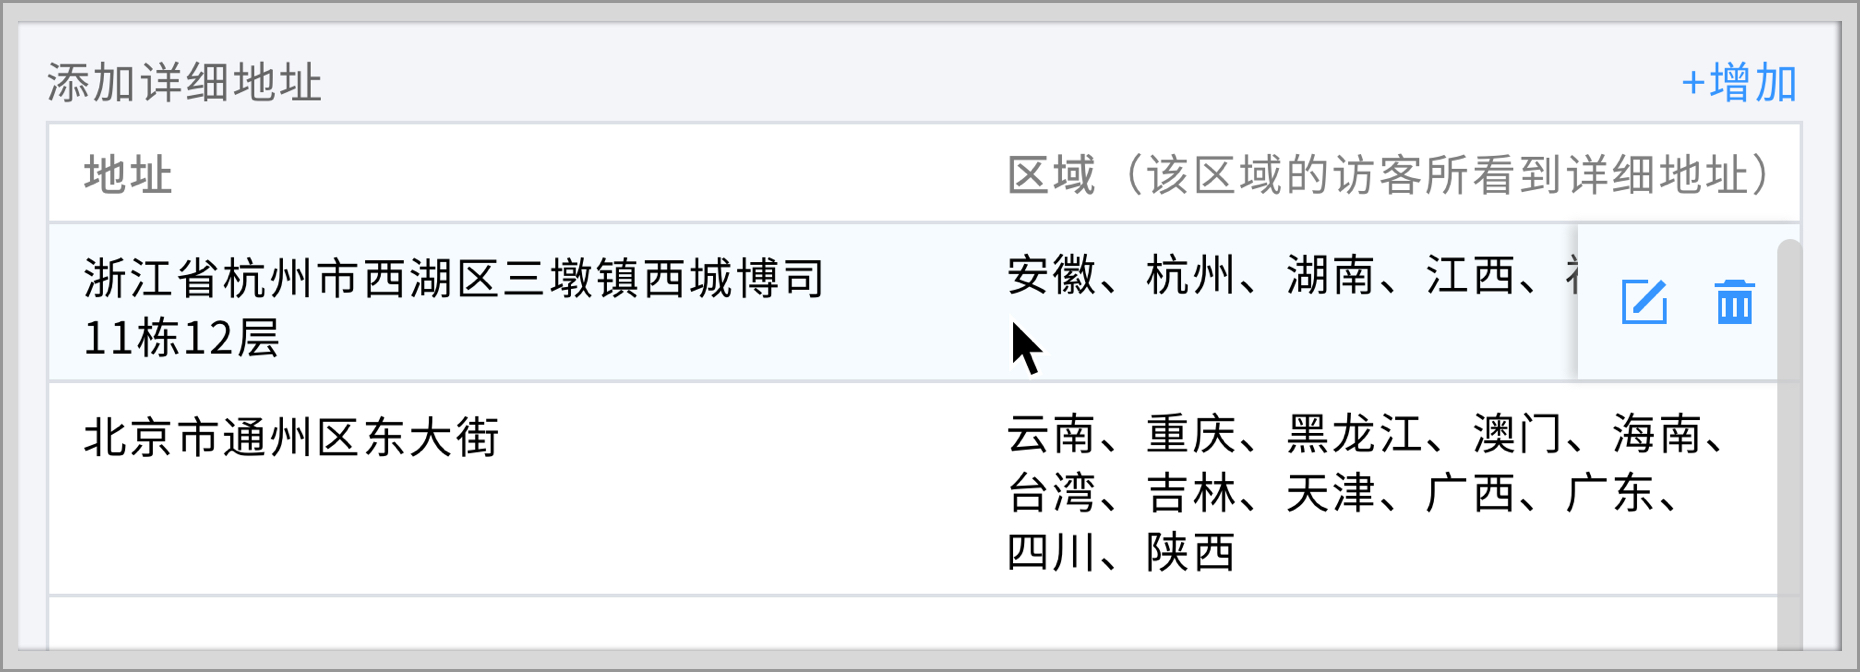 添加详细地址
+增加
地址
区域（该区域的访客所看到详细地址）
浙江省杭州市西湖区三墩镇西城博司
11栋12层
安徽、杭州、湖南、江西、
北京市通州区东大街
云南、重庆、黑龙江、澳门、海南、
台湾、吉林、天津、广西、广东、
四川、陕西